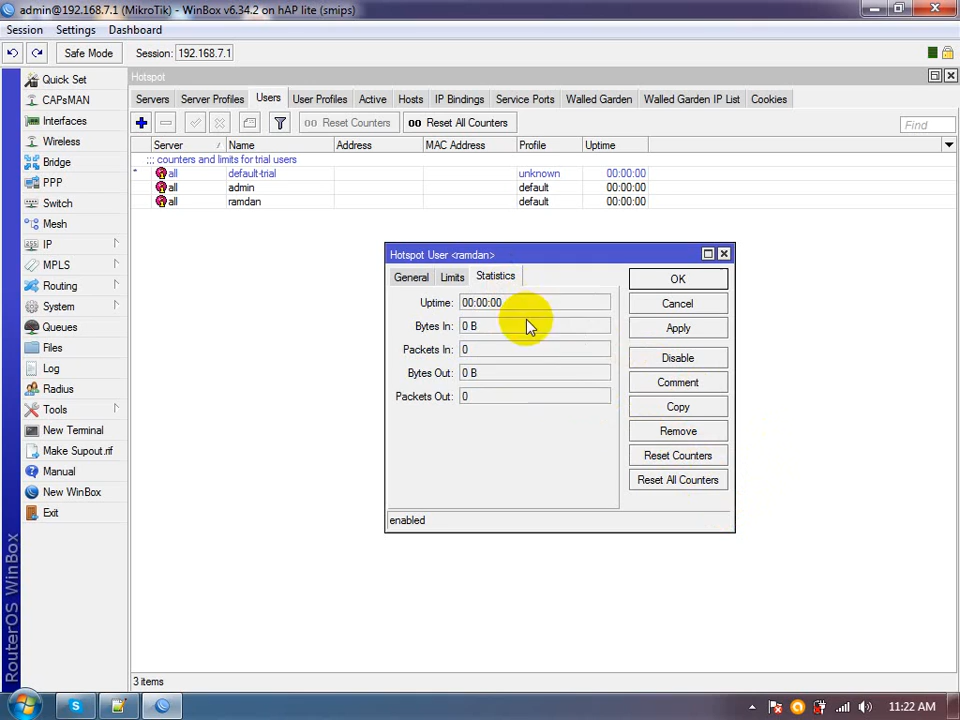 admin@192.168.7.1 (MikroTik) - WinBox v6.34.2 on hAP lite (smips)
Session Settings Dashboard
Safe Mode Session: 192.168.7.1
Quick Set
CAPsMAN
Interfaces
Wireless
Bridge
PPP
Switch
Mesh
IP
MPLS
Routing
System
Queues
Files
Log
Radius
Tools
New Terminal
Make Supout.rif
Manual
New WinBox
Exit
RouterOS WinBox
Hotspot
Servers Server Profiles Users User Profiles Active Hosts IP Bindings Service Ports Walled Garden Walled Garden IP List Cookies
00 Reset Counters 00 Reset All Counters Find
Server / Name Address MAC Address Profile Uptime
::: counters and limits for trial users
* all default-trial unknown 00:00:00
all admin default 00:00:00
all ramdan default 00:00:00
Hotspot User <ramdan>
General Limits Statistics
Uptime: 00:00:00
Bytes In: 0 B
Packets In: 0
Bytes Out: 0 B
Packets Out: 0
OK
Cancel
Apply
Disable
Comment
Copy
Remove
Reset Counters
Reset All Counters
enabled
3 items
11:22 AM